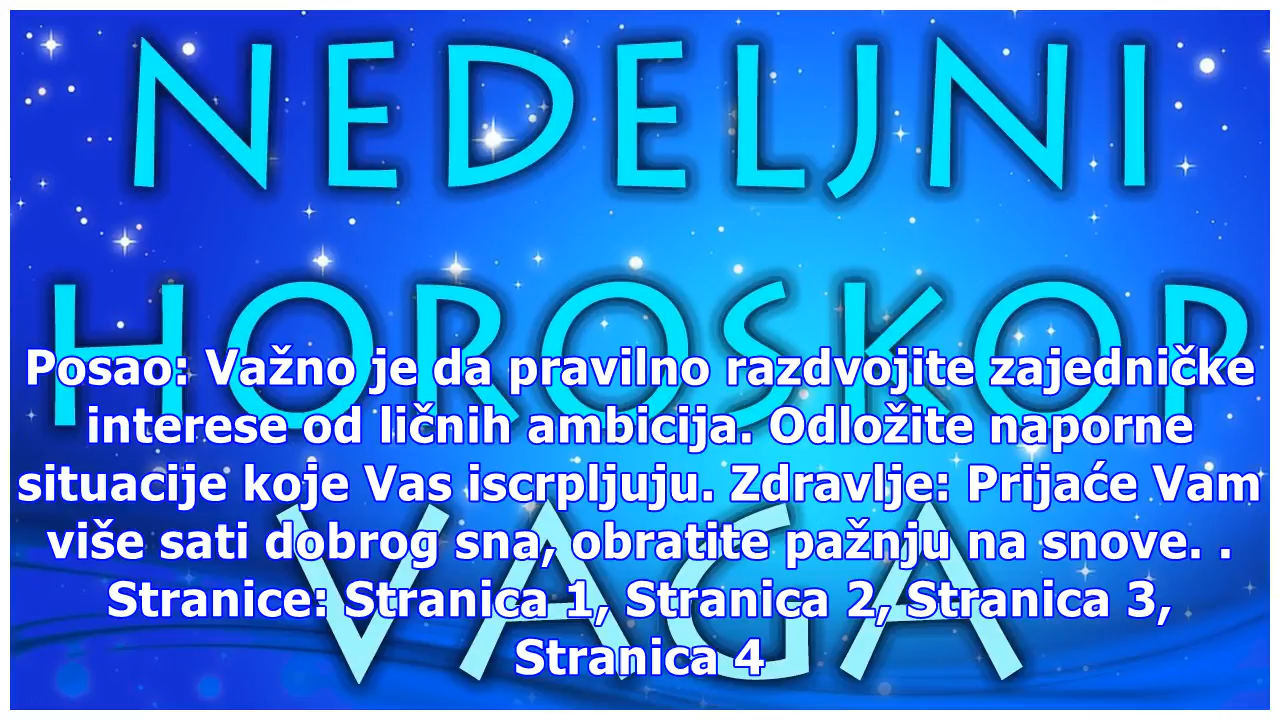 NEDELJNI
HOROSKOP
VAGA
Posao: Važno je da pravilno razdvojite zajedničke
interese od ličnih ambicija. Odložite naporne
situacije koje Vas iscrpljuju. Zdravlje: Prijaće Vam
više sati dobrog sna, obratite pažnju na snove. .
Stranice: Stranica 1, Stranica 2, Stranica 3,
Stranica 4